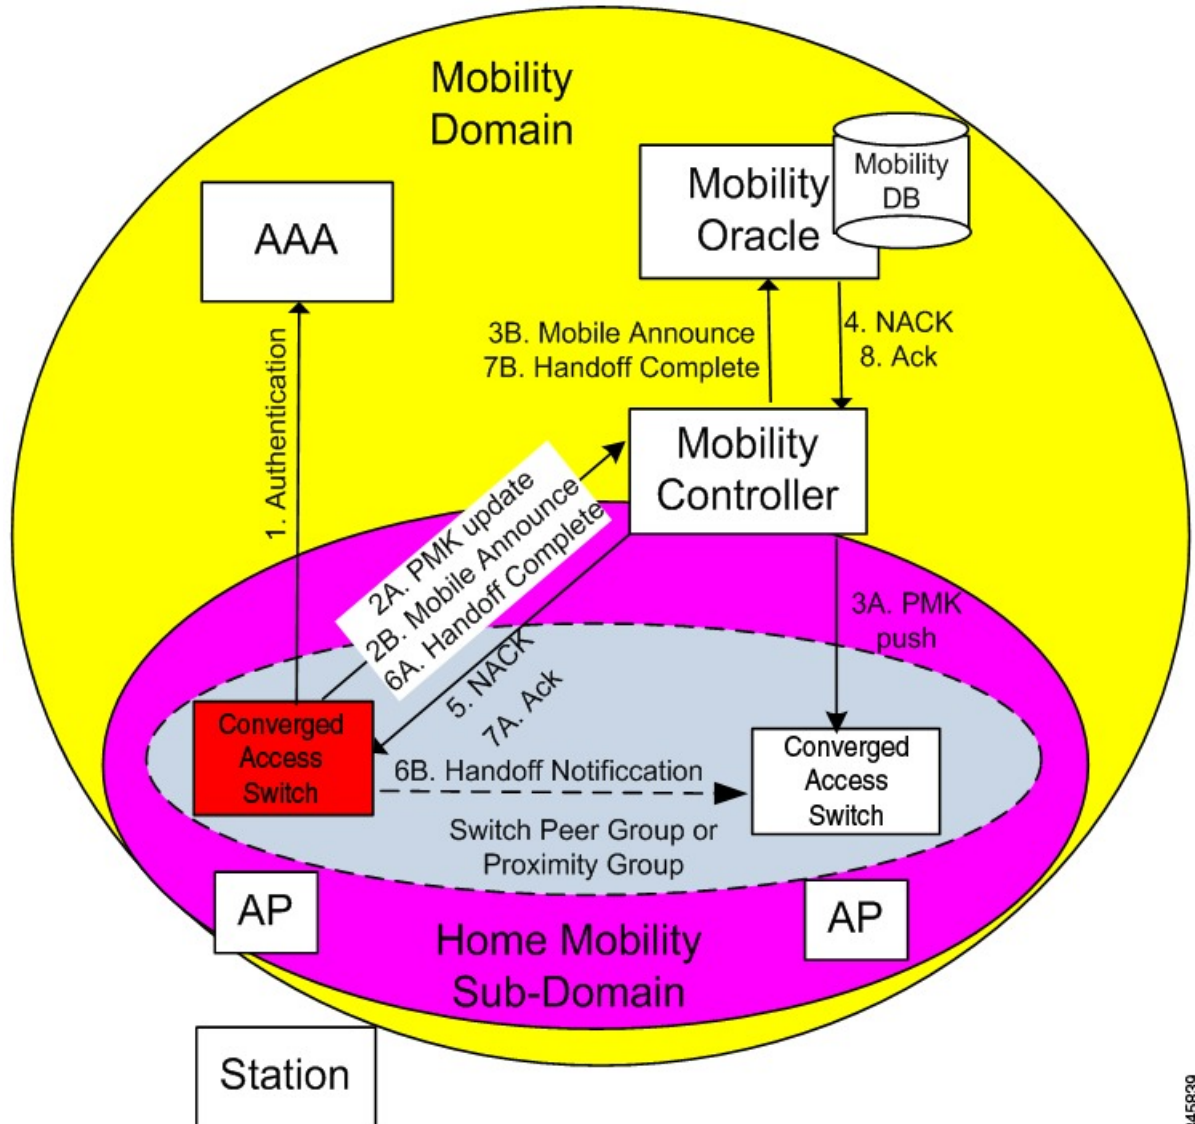 Mobility
Domain
AAA
Mobility
Oracle
Mobility
DB
1. Authentication
3B. Mobile Announce
7B. Handoff Complete
4. NACK
8. Ack
Mobility
Controller
2A. PMK update
2B. Mobile Announce
6A. Handoff Complete
5. NACK
7A. Ack
3A. PMK
push
Converged
Access
Switch
6B. Handoff Notificcation
Converged
Access
Switch
Switch Peer Group or
Proximity Group
AP
AP
Home Mobility
Sub-Domain
Station
345839